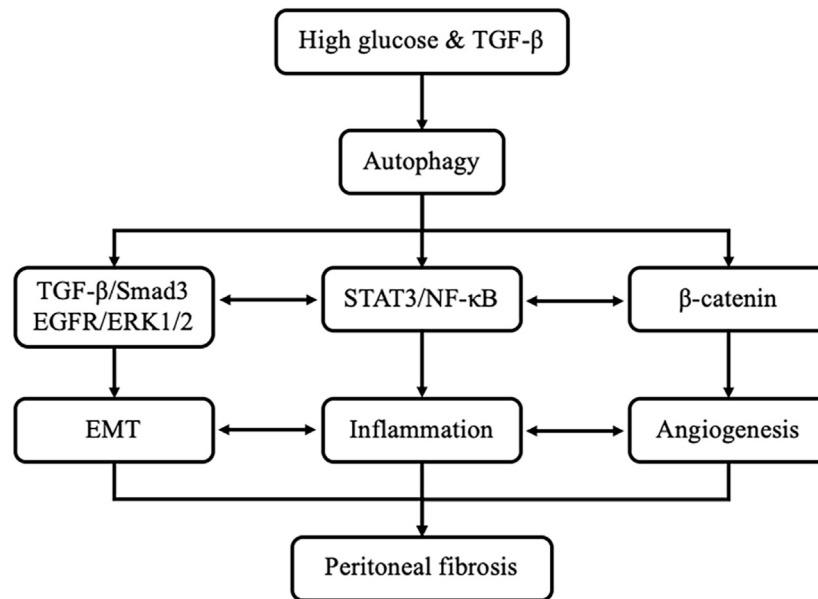 High glucose & TGF-β
Autophagy
TGF-β/Smad3
EGFR/ERK1/2
STAT3/NF-κB
β-catenin
EMT
Inflammation
Angiogenesis
Peritoneal fibrosis